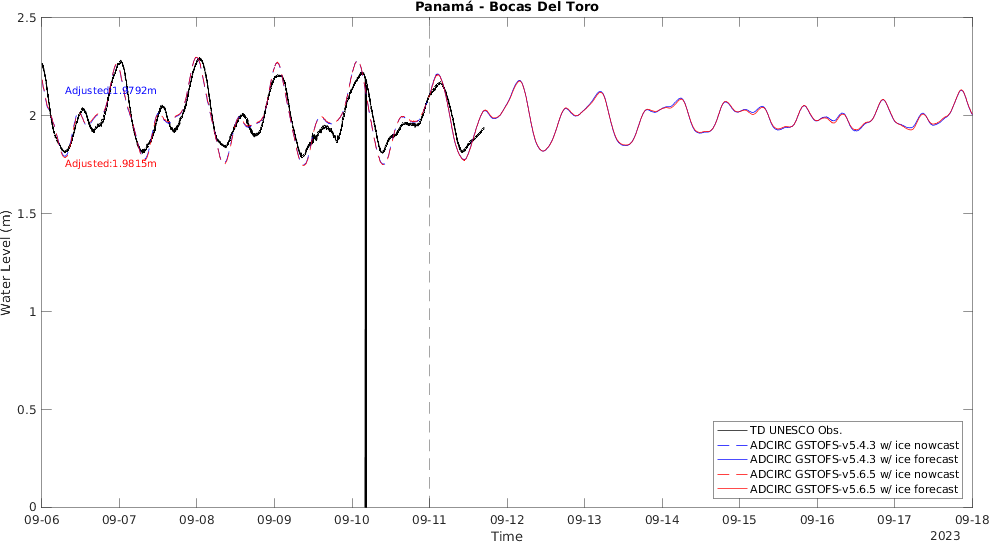 Panamá - Bocas Del Toro
2.5
2
1.5
1
0.5
0
Water Level (m)
Adjusted:1.9792m
Adjusted:1.9815m
TD UNESCO Obs.
ADCIRC GSTOFS-v5.4.3 w/ ice nowcast
ADCIRC GSTOFS-v5.4.3 w/ ice forecast
ADCIRC GSTOFS-v5.6.5 w/ ice nowcast
ADCIRC GSTOFS-v5.6.5 w/ ice forecast
09-06 09-07 09-08 09-09 09-10 09-11 09-12 09-13 09-14 09-15 09-16 09-17 09-18
Time
2023